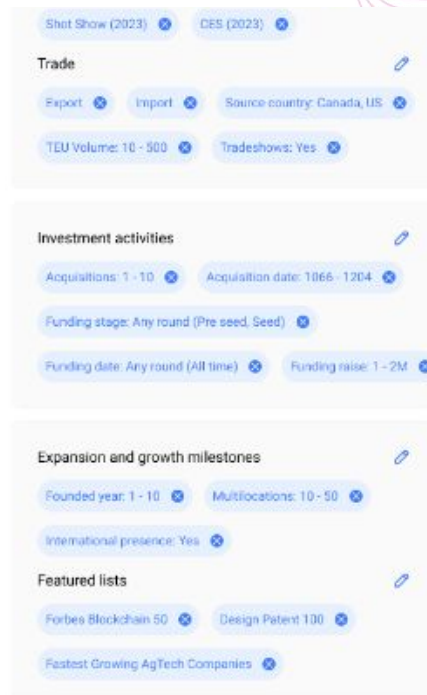 Shot Show (2023) CES (2023)
Trade
Export Import Source country: Canada, US
TEU Volume: 10 - 500 Tradeshows: Yes
Investment activities
Acquisitions: 1 - 10 Acquisition date: 1066 - 1204
Funding stage: Any round (Pre seed, Seed)
Funding date: Any round (All time) Funding raise: 1 - 2M
Expansion and growth milestones
Founded year: 1 - 10 Multilocations: 10 - 50
International presence: Yes
Featured lists
Forbes Blockchain 50 Design Patent 100
Fastest Growing AgTech Companies